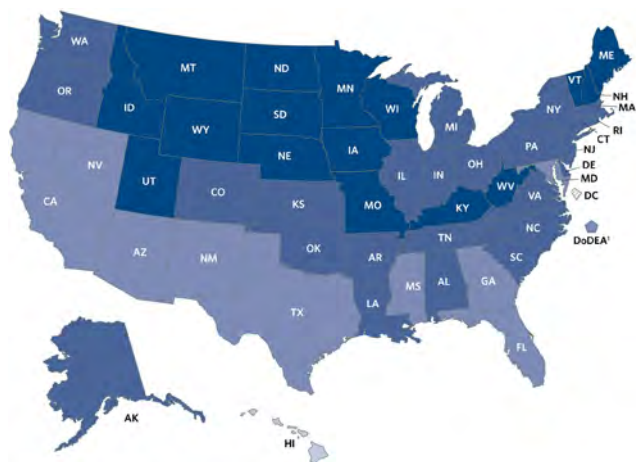 WA
MT
ND
MN
ME
VT
NH
MA
OR
ID
SD
WI
MI
NY
RI
CT
WY
PA
NJ
IA
NE
OH
DE
NV
IL
IN
MD
UT
WV
DC
CO
VA
CA
KS
MO
KY
NC
DoDEA¹
TN
AZ
NM
OK
AR
SC
MS
AL
GA
TX
LA
FL
AK
HI